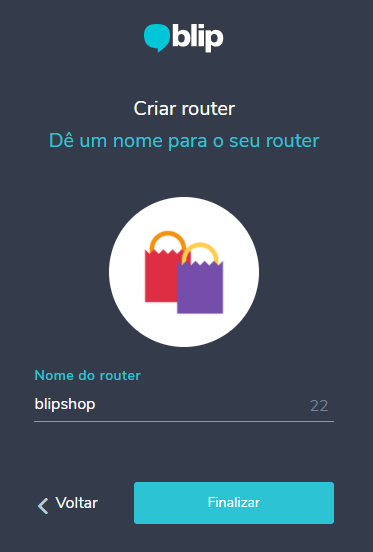 blip
Criar router
Dê um nome para o seu router
Nome do router
blipshop 22
Voltar Finalizar